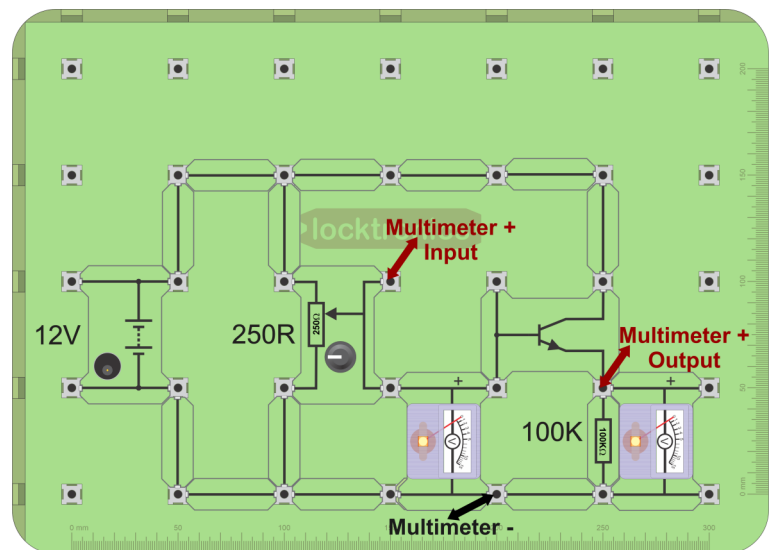 200
150
locktro
Multimeter +
Input
100
12V
250R
250Ω
Multimeter +
Output
+
+
50
100K
100KΩ
V
V
0 mm
Multimeter -
0 mm
50
100
200
250
300